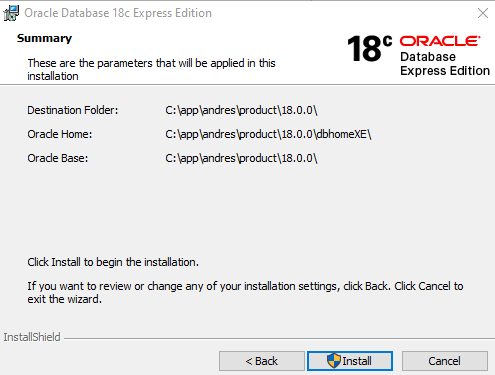 Oracle Database 18c Express Edition
Summary
These are the parameters that will be applied in this
installation
18c ORACLE
Database
Express Edition
Destination Folder: C:\app\andres\product\18.0.0\
Oracle Home: C:\app\andres\product\18.0.0\dbhomeXE\
Oracle Base: C:\app\andres\product\18.0.0\
Click Install to begin the installation.
If you want to review or change any of your installation settings, click Back. Click Cancel to
exit the wizard.
InstallShield
< Back Install Cancel